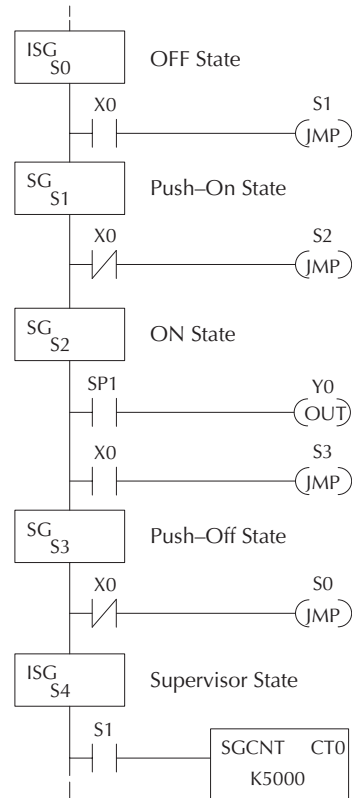 ISG
S0
OFF State
X0
S1
JMP
SG
S1
Push–On State
X0
S2
JMP
SG
S2
ON State
SP1
Y0
OUT
X0
S3
JMP
SG
S3
Push–Off State
X0
S0
JMP
ISG
S4
Supervisor State
S1
SGCNT CT0
K5000